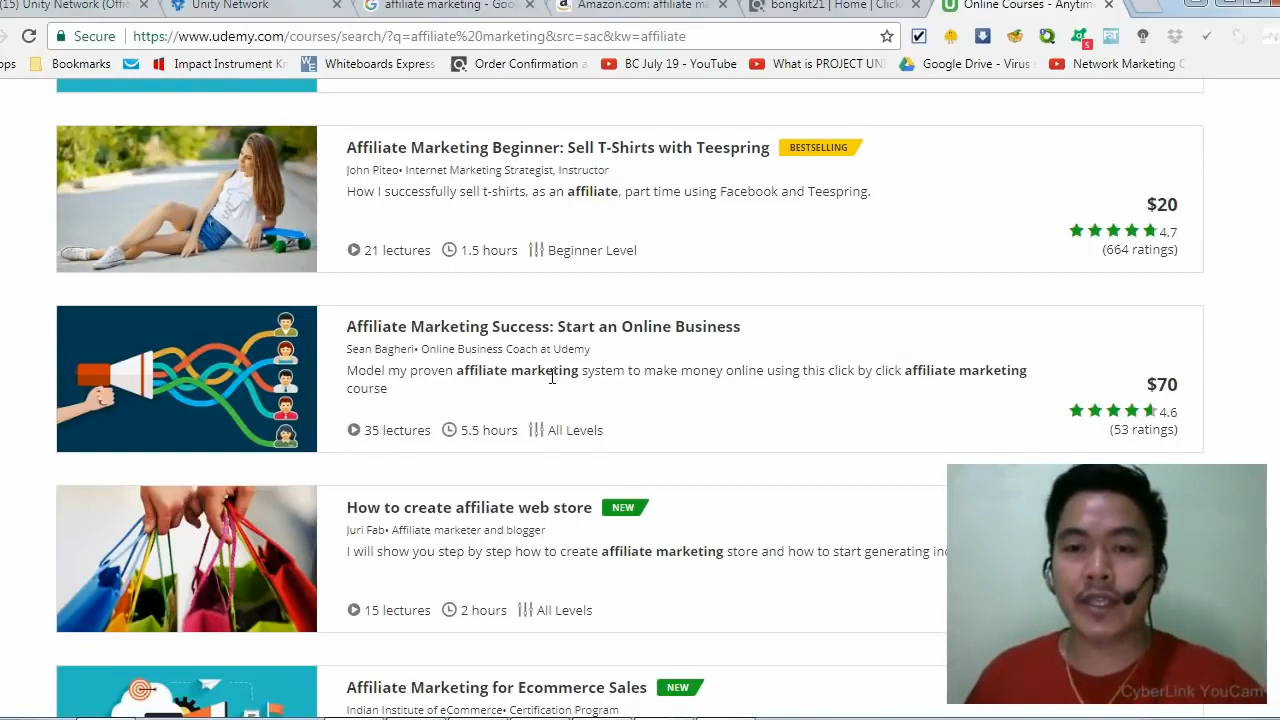 15) Unity Network (Offic
Unity Network
affiliate marketing - Goo
Amazon.com: affiliate m
bongkit21 | Home | Click
Online Courses - Anytim
Secure
https://www.udemy.com/courses/search/?q=affiliate%20marketing&src=sac&kw=affiliate
5
ops
Bookmarks
Impact Instrument Kn
Whiteboards Express
Order Confirmation
BC July 19 - YouTube
What is PROJECT UNI
Google Drive - Virus
Network Marketing C
Affiliate Marketing Beginner: Sell T-Shirts with Teespring
BESTSELLING
John Piteo• Internet Marketing Strategist, Instructor
How I successfully sell t-shirts, as an affiliate, part time using Facebook and Teespring.
$20
4.7
(664 ratings)
21 lectures
1.5 hours
Beginner Level
Affiliate Marketing Success: Start an Online Business
Sean Bagheri• Online Business Coach at Udemy
Model my proven affiliate marketing system to make money online using this click by click affiliate marketing
course
$70
4.6
(53 ratings)
35 lectures
5.5 hours
All Levels
How to create affiliate web store
NEW
Juri Fab• Affiliate marketer and blogger
I will show you step by step how to create affiliate marketing store and how to start generating inc
15 lectures
2 hours
All Levels
Affiliate Marketing for Ecommerce Sales
NEW
Indian Institute of eCommerce• Certification Program
CyberLink YouCam